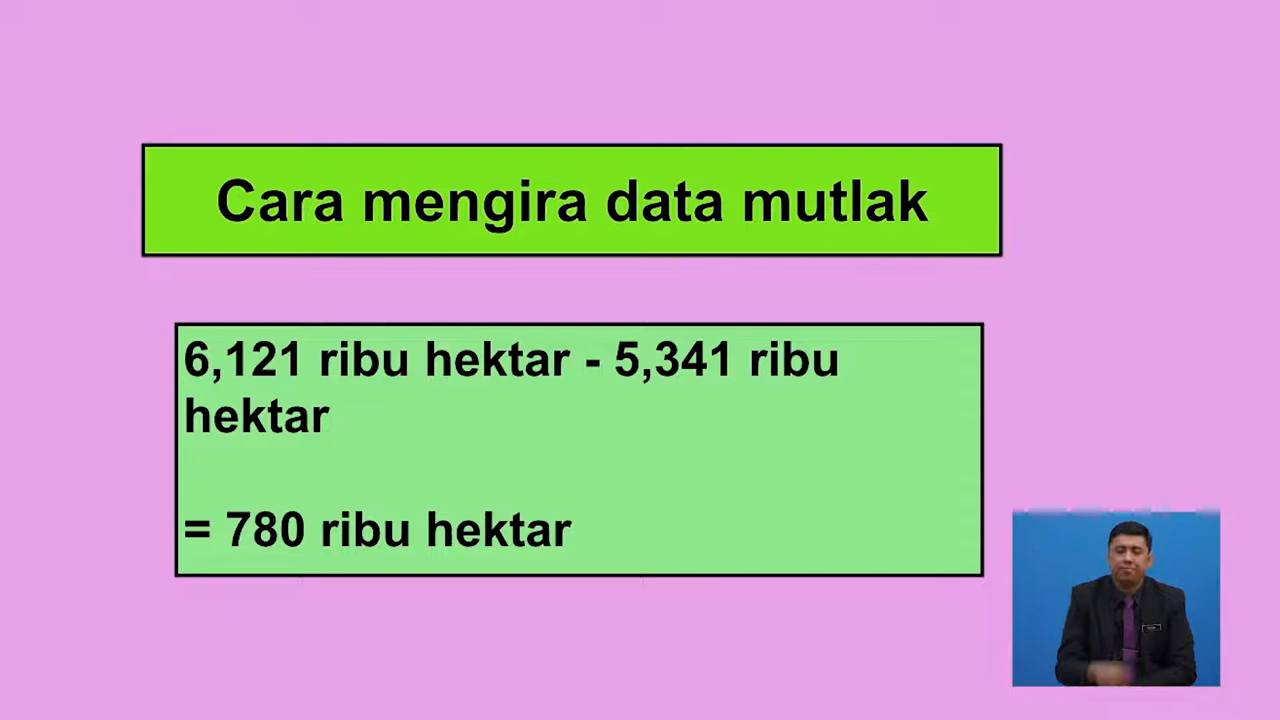 Cara mengira data mutlak
6,121 ribu hektar - 5,341 ribu
hektar
= 780 ribu hektar